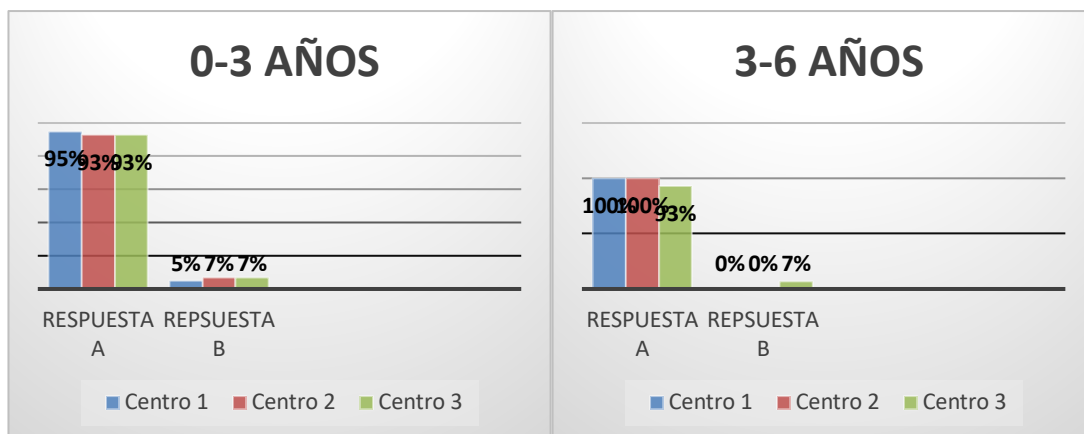 0-3 AÑOS
95% 93% 93%
5% 7% 7%
RESPUESTA REPSUESTA
A B
Centro 1 Centro 2 Centro 3
3-6 AÑOS
100% 100% 93%
0% 0% 7%
RESPUESTA REPSUESTA
A B
Centro 1 Centro 2 Centro 3